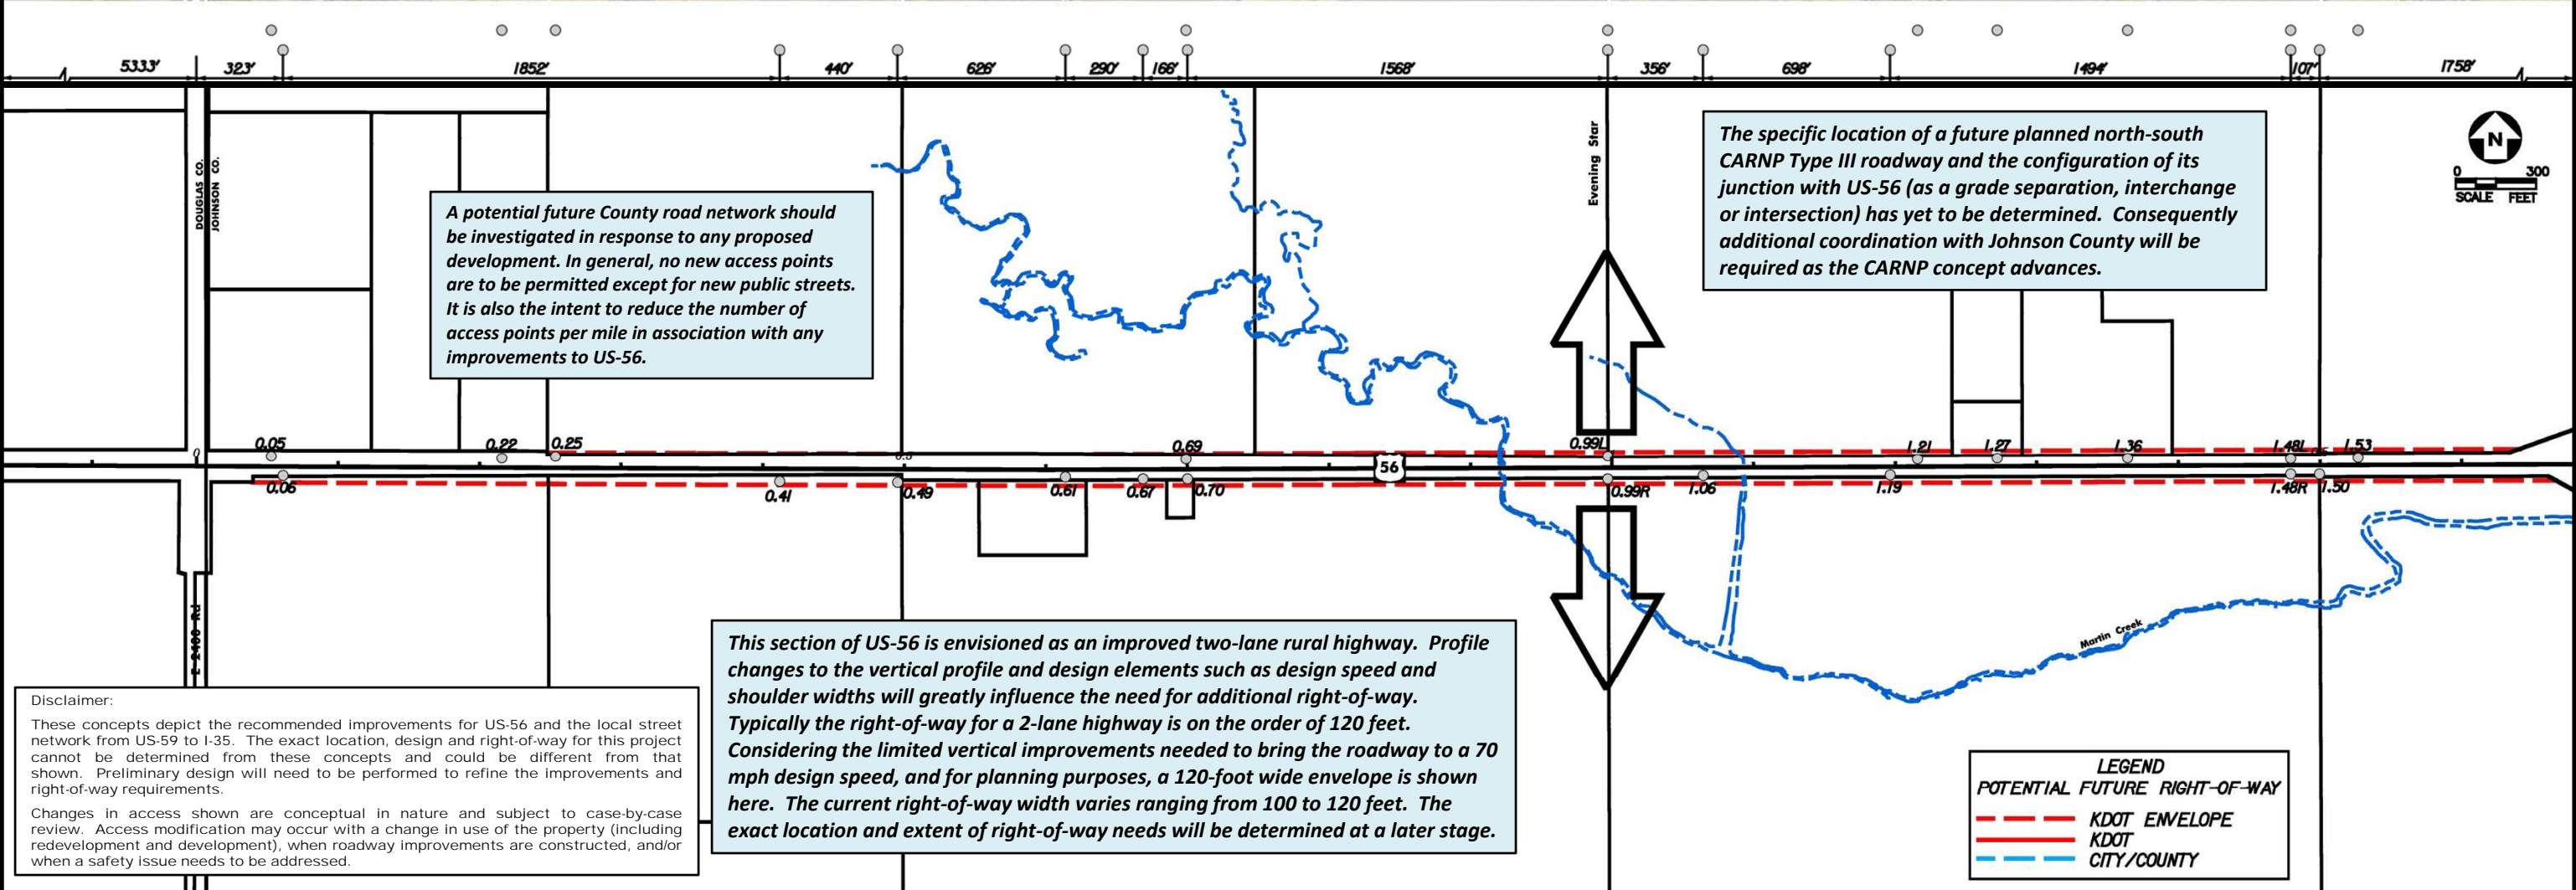 5333'
323'
1852'
440'
626'
290'
166'
1568'
356'
698'
1494'
107'
1758'
DOUGLAS CO.
JOHNSON CO.
A potential future County road network should
be investigated in response to any proposed
development. In general, no new access points
are to be permitted except for new public streets.
It is also the intent to reduce the number of
access points per mile in association with any
improvements to US-56.
Evening Star
The specific location of a future planned north-south
CARNP Type III roadway and the configuration of its
junction with US-56 (as a grade separation, interchange
or intersection) has yet to be determined.  Consequently
additional coordination with Johnson County will be
required as the CARNP concept advances.
N
0 300
SCALE FEET
0.05
0.22
0.25
0.69
0.99L
1.21
1.27
1.36
1.48L
1.53
0
0.5
56
0.06
0.41
0.49
0.61
0.67
0.70
0.99R
1.06
1.19
1.48R
1.50
E 2400 Rd
Martin Creek
This section of US-56 is envisioned as an improved two-lane rural highway.  Profile
changes to the vertical profile and design elements such as design speed and
shoulder widths will greatly influence the need for additional right-of-way.
Typically the right-of-way for a 2-lane highway is on the order of 120 feet.
Considering the limited vertical improvements needed to bring the roadway to a 70
mph design speed, and for planning purposes, a 120-foot wide envelope is shown
here.  The current right-of-way width varies ranging from 100 to 120 feet.  The
exact location and extent of right-of-way needs will be determined at a later stage.
Disclaimer:
These concepts depict the recommended improvements for US-56 and the local street
network from US-59 to I-35.  The exact location, design and right-of-way for this project
cannot be determined from these concepts and could be different from that
shown.  Preliminary design will need to be performed to refine the improvements and
right-of-way requirements.
Changes in access shown are conceptual in nature and subject to case-by-case
review.  Access modification may occur with a change in use of the property (including
redevelopment and development), when roadway improvements are constructed, and/or
when a safety issue needs to be addressed.
LEGEND
POTENTIAL FUTURE RIGHT-OF-WAY
KDOT ENVELOPE
KDOT
CITY/COUNTY